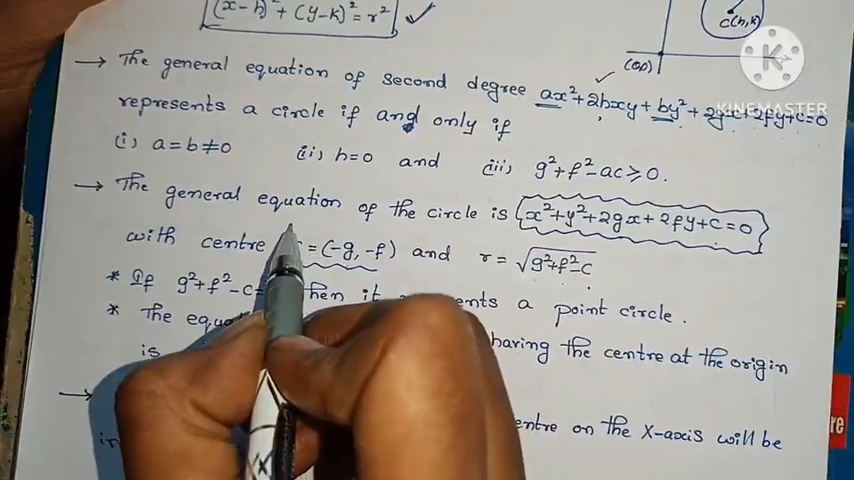 (x-h)² + (y-k)² = r² ✓
c(h,k)
(0,0)
K
KINEMASTER
→ The general equation of second degree ax²+2hxy+by²+2gx+2fy+c=0
represents a circle if and only if
(i) a=b≠0 (ii) h=0 and (iii) g²+f²-ac⩾0.
→ The general equation of the circle is x²+y²+2gx+2fy+c=0
with centre =(-g,-f) and r = √g²+f²-c
* If g²+f²-c= then it a point circle.
* The having the centre at the origin
is
→ centre on the X-axis will be